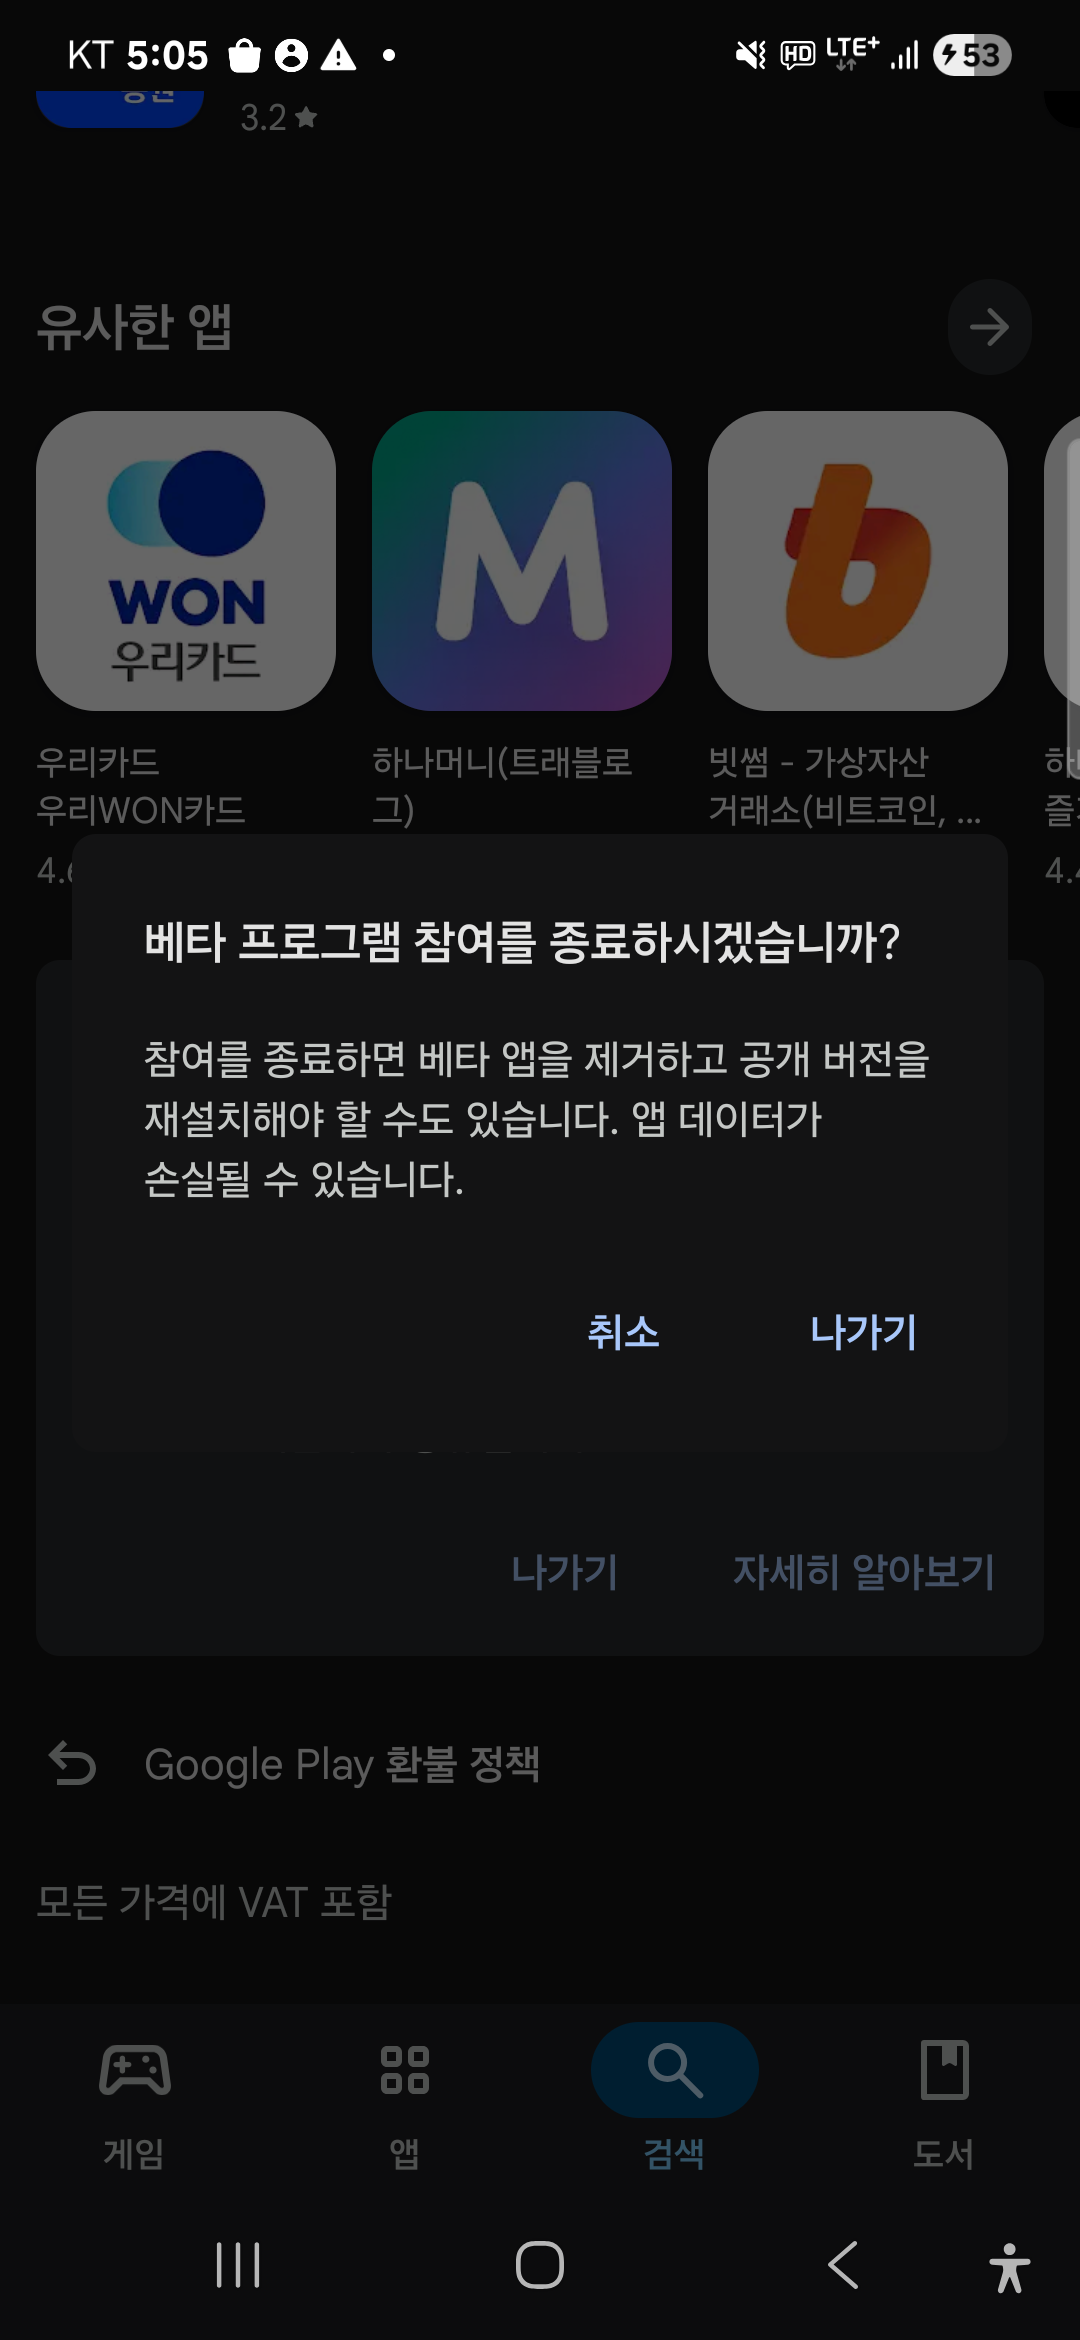 KT 5:05 HD LTE+ 53
3.2
유사한 앱
WON
우리카드
M
b
우리카드
우리WON카드
하나머니(트래블로
그)
빗썸 - 가상자산
거래소(비트코인, ...
4.4
베타 프로그램 참여를 종료하시겠습니까?
참여를 종료하면 베타 앱을 제거하고 공개 버전을
재설치해야 할 수도 있습니다. 앱 데이터가
손실될 수 있습니다.
취소 나가기
나가기 자세히 알아보기
Google Play 환불 정책
모든 가격에 VAT 포함
게임 앱 검색 도서